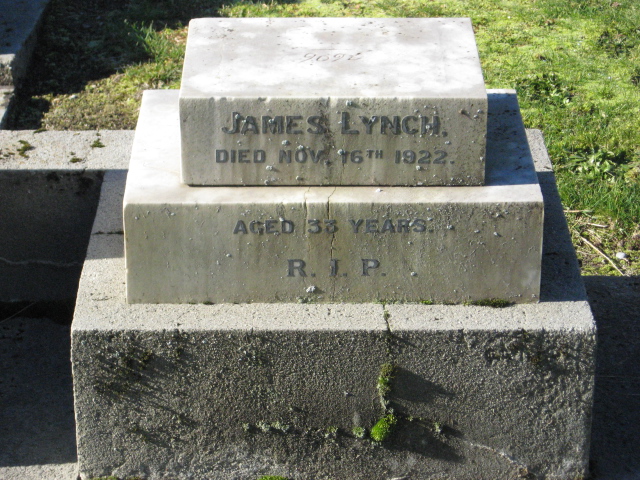 JAMES LYNCH,
DIED NOV. 16TH 1922.
AGED 33 YEARS.
R.I.P.